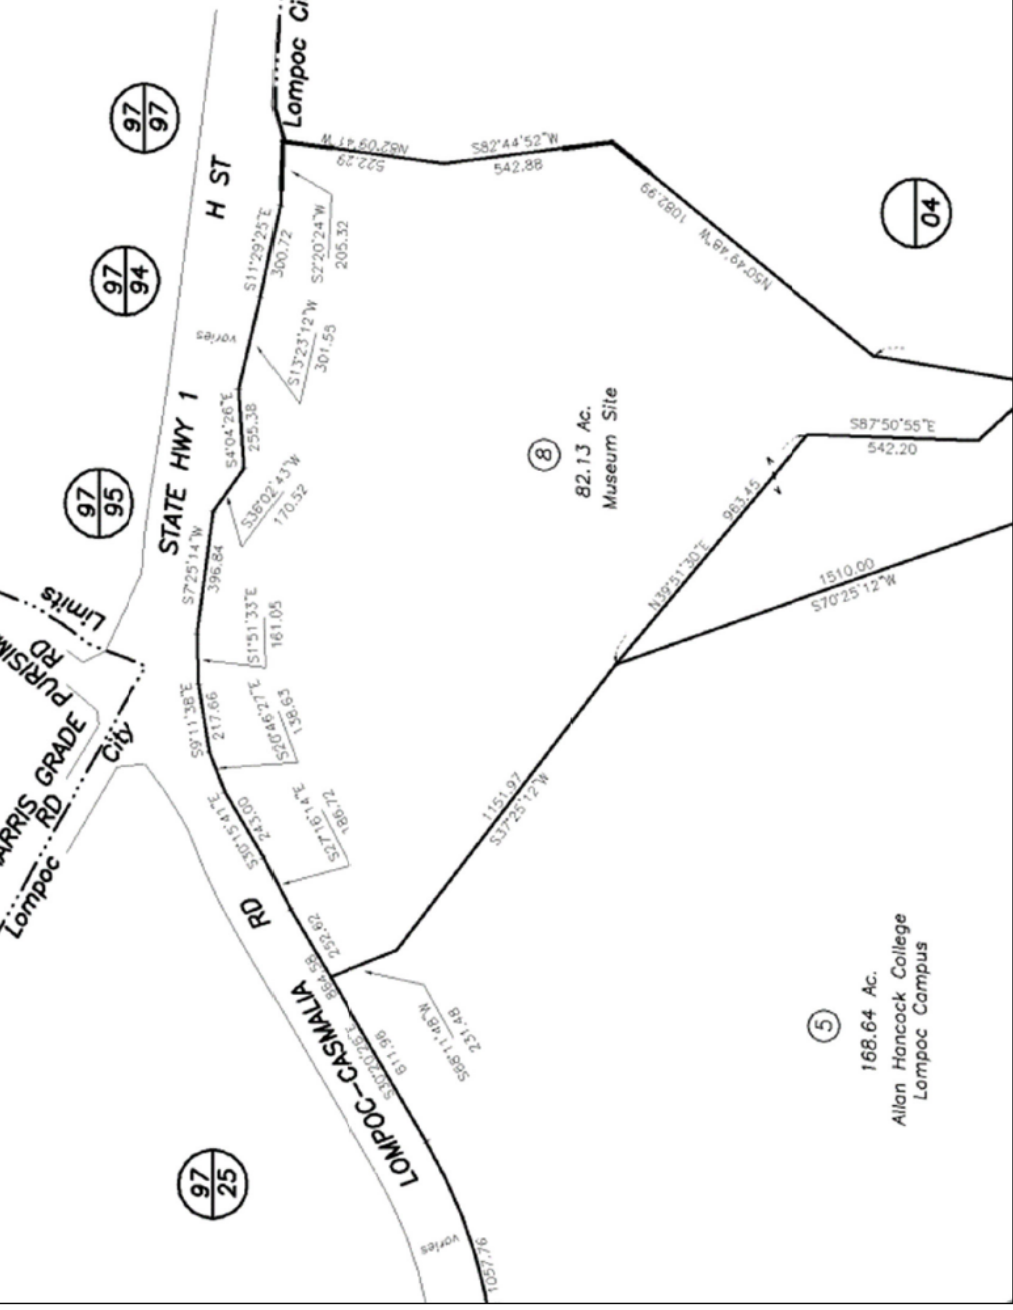 Lompoc Ci
97
97
H ST
N82°09'41"W
522.29
S82°44'52"W
542.88
1082.99
N50°49'48"W
04
97
94
S11°29'25"E
300.72
S2°20'24"W
205.32
varies
S13°23'12"W
301.55
STATE HWY 1
S4°04'26"E
255.38
S36°02'43"W
170.52
97
95
S7°25'14"W
396.84
8
82.13 Ac.
Museum Site
S87°50'55"E
542.20
963.45
N39°51'30"E
1510.00
S70°25'12"W
Limits
PURISIM
RD
S1°51'33"E
161.05
S9°11'38"E
217.66
S20°46'27"E
138.63
City
ARRIS GRADE
RD
Lompoc
S30°15'41"E
243.00
S27°16'14"E
186.72
1151.97
S37°25'12"W
RD
252.62
864.58
LOMPOC-CASMALIA
S30°20'26"E
611.96
S68°11'48"W
231.48
5
168.64 Ac.
Allan Hancock College
Lompoc Campus
97
25
varies
1057.76